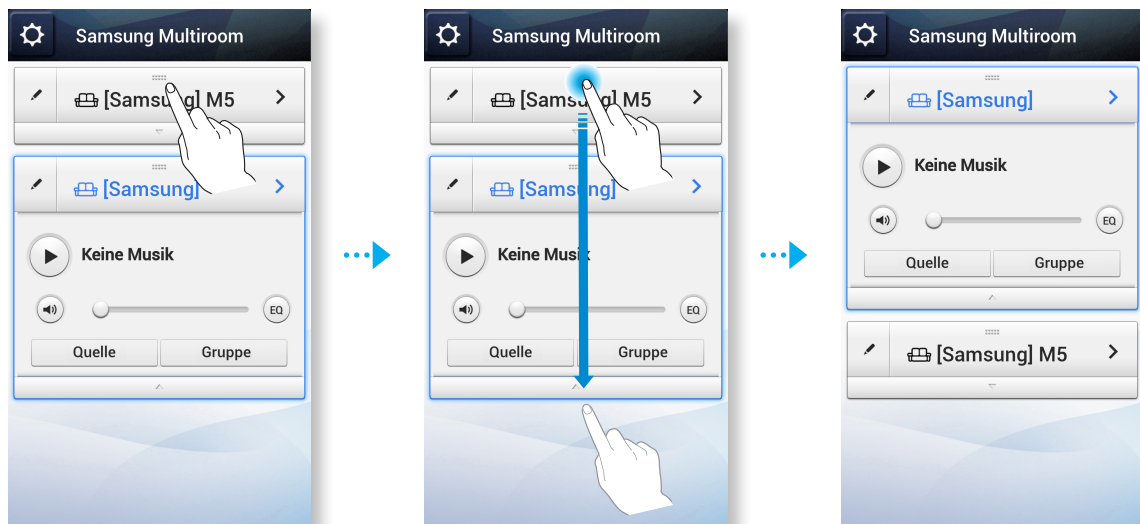 Samsung Multiroom
[Samsung] M5
[Samsung]
Keine Musik
EQ
Quelle Gruppe
Samsung Multiroom
[Samsung] M5
[Samsung]
Keine Musik
EQ
Quelle Gruppe
Samsung Multiroom
[Samsung]
Keine Musik
EQ
Quelle Gruppe
[Samsung] M5